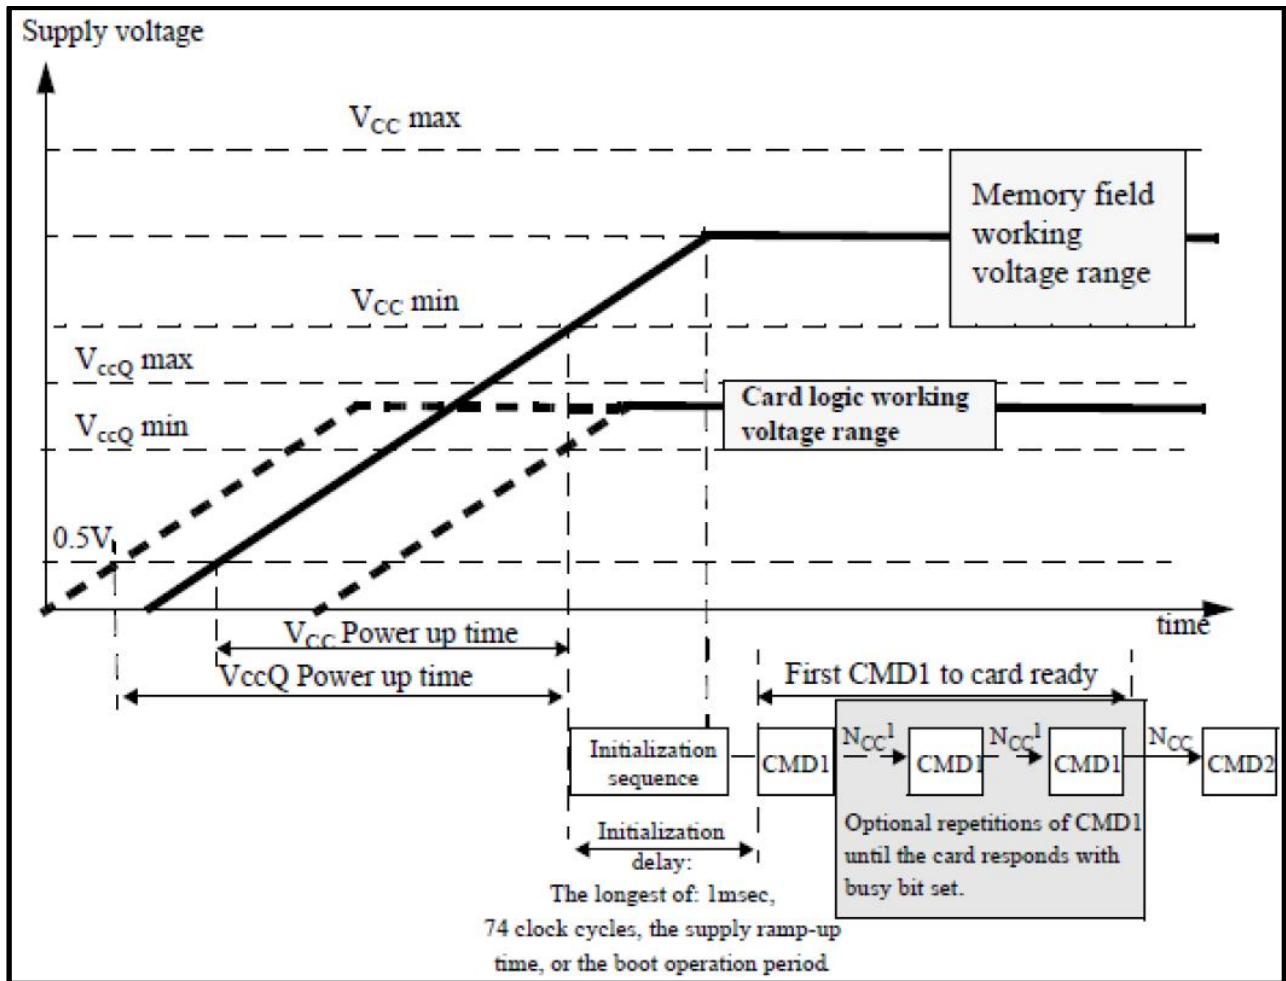 Supply voltage
VCC max
Memory field
working
voltage range
VCC min
VccQ max
Card logic working
voltage range
VccQ min
0.5V
time
VCC Power up time
VccQ Power up time
First CMD1 to card ready
Initialization
sequence
CMD1
NCC1
CMD1
NCC1
CMD1
NCC
CMD2
Optional repetitions of CMD1
until the card responds with
busy bit set.
Initialization
delay:
The longest of: 1msec,
74 clock cycles, the supply ramp-up
time, or the boot operation period